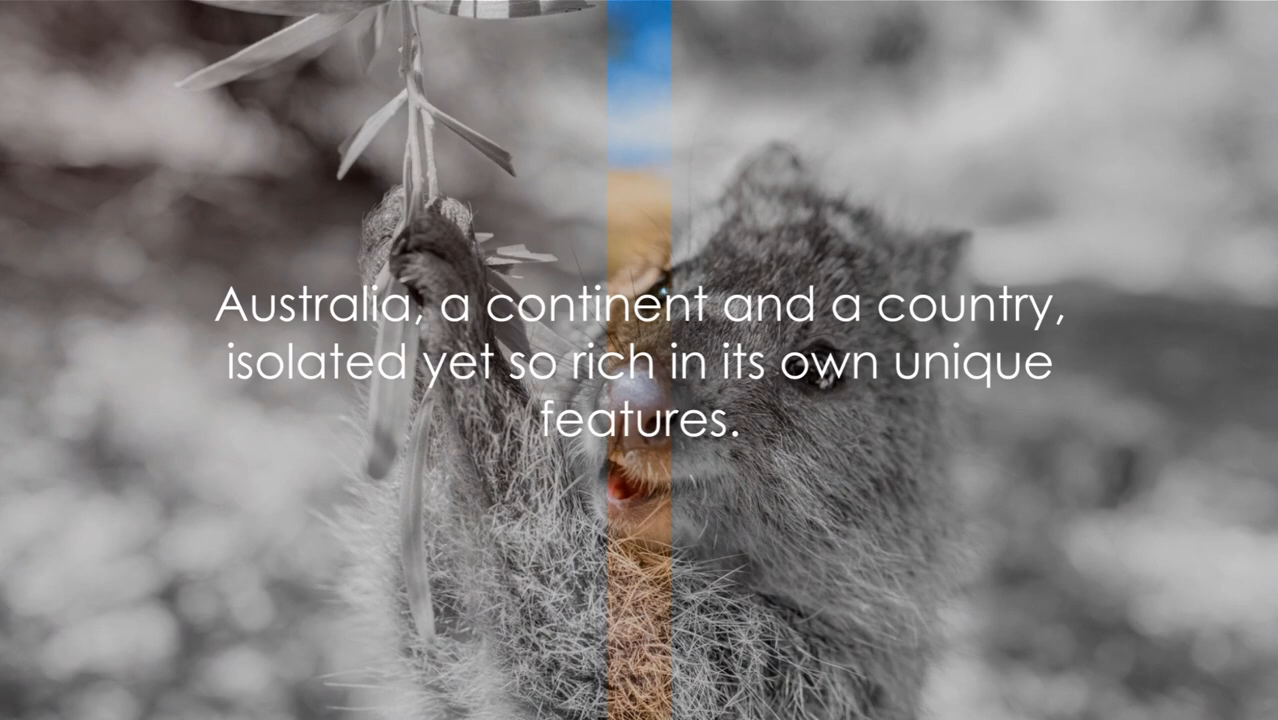 Australia, a continent and a country,
isolated yet so rich in its own unique
features.